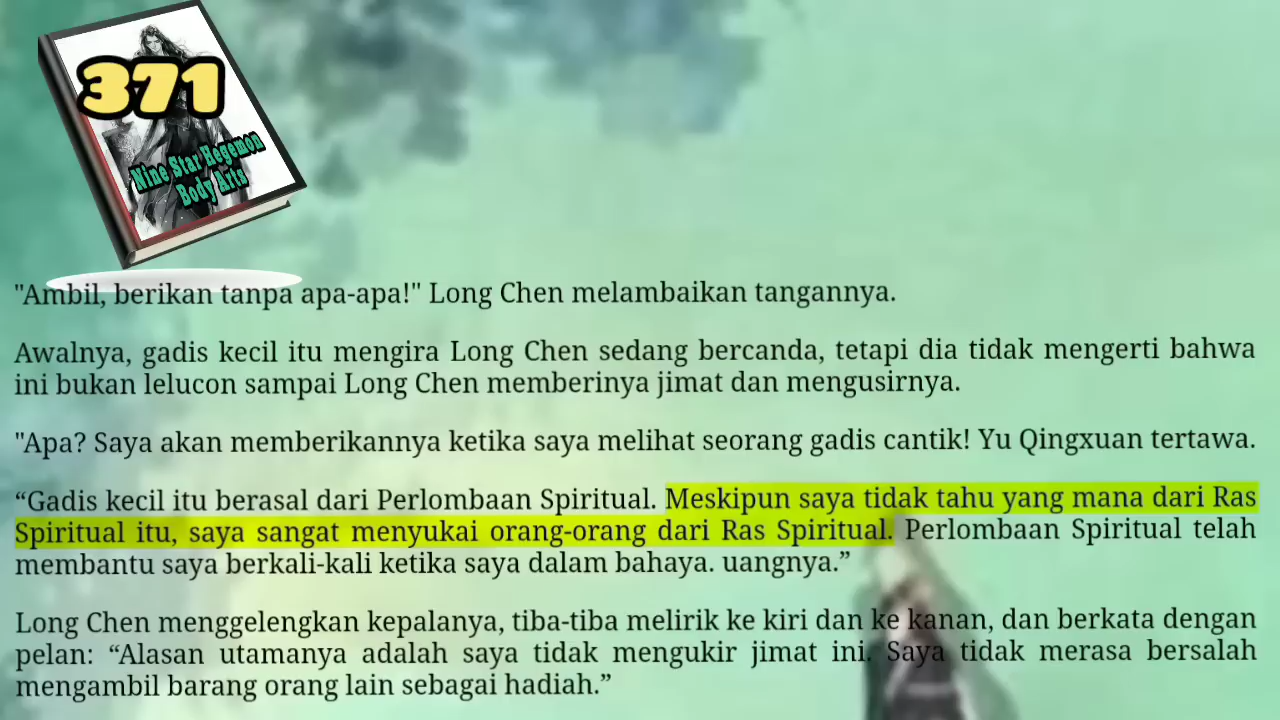 371
Nine Star Hegemon
Body Arts
"Ambil, berikan tanpa apa-apa!" Long Chen melambaikan tangannya.
Awalnya, gadis kecil itu mengira Long Chen sedang bercanda, tetapi dia tidak mengerti bahwa
ini bukan lelucon sampai Long Chen memberinya jimat dan mengusirnya.
"Apa? Saya akan memberikannya ketika saya melihat seorang gadis cantik! Yu Qingxuan tertawa.
“Gadis kecil itu berasal dari Perlombaan Spiritual. Meskipun saya tidak tahu yang mana dari Ras
Spiritual itu, saya sangat menyukai orang-orang dari Ras Spiritual. Perlombaan Spiritual telah
membantu saya berkali-kali ketika saya dalam bahaya. uangnya.”
Long Chen menggelengkan kepalanya, tiba-tiba melirik ke kiri dan ke kanan, dan berkata dengan
pelan: “Alasan utamanya adalah saya tidak mengukir jimat ini. Saya tidak merasa bersalah
mengambil barang orang lain sebagai hadiah.”